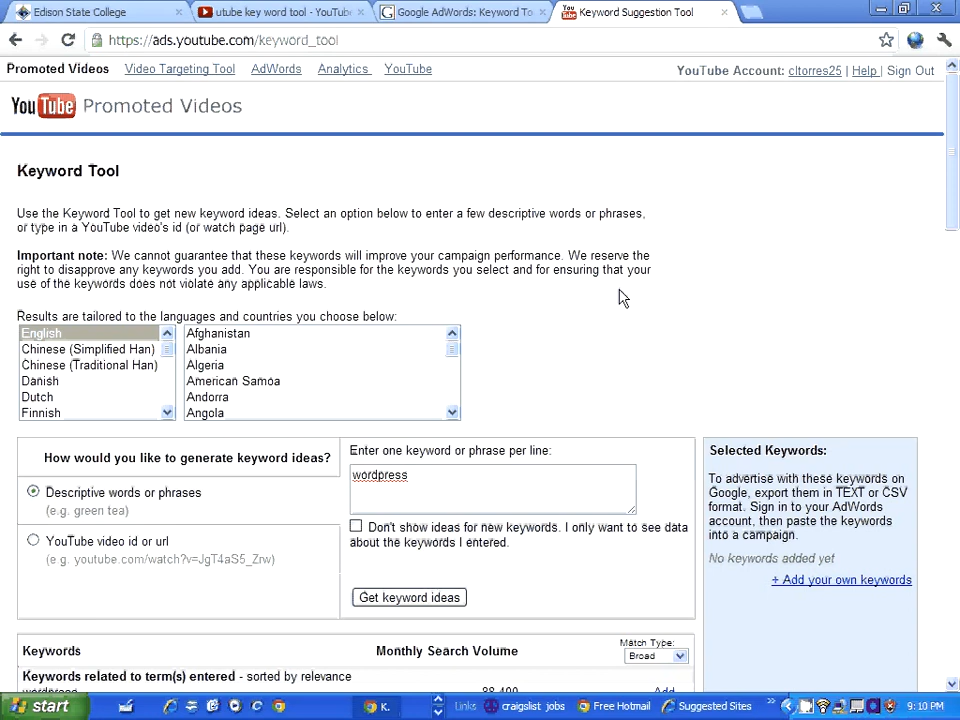 Edison State College
utube key word tool - YouTube
Google AdWords: Keyword To
Keyword Suggestion Tool
https://ads.youtube.com/keyword_tool
Promoted Videos Video Targeting Tool AdWords Analytics YouTube
YouTube Account: cltorres25 | Help | Sign Out
YouTube Promoted Videos
Keyword Tool
Use the Keyword Tool to get new keyword ideas. Select an option below to enter a few descriptive words or phrases,
or type in a YouTube video's id (or watch page url).
Important note: We cannot guarantee that these keywords will improve your campaign performance. We reserve the
right to disapprove any keywords you add. You are responsible for the keywords you select and for ensuring that your
use of the keywords does not violate any applicable laws.
Results are tailored to the languages and countries you choose below:
English
Chinese (Simplified Han)
Chinese (Traditional Han)
Danish
Dutch
Finnish
Afghanistan
Albania
Algeria
American Samoa
Andorra
Angola
How would you like to generate keyword ideas?
Descriptive words or phrases
(e.g. green tea)
YouTube video id or url
(e.g. youtube.com/watch?v=JgT4aS5_Zrw)
Enter one keyword or phrase per line:
wordpress
Don't show ideas for new keywords. I only want to see data
about the keywords I entered.
Get keyword ideas
Selected Keywords:
To advertise with these keywords on
Google, export them in TEXT or CSV
format. Sign in to your AdWords
account, then paste the keywords
into a campaign.
No keywords added yet
+ Add your own keywords
Keywords
Monthly Search Volume
Match Type:
Broad
Keywords related to term(s) entered - sorted by relevance
wordpress 38,400 Add
start
K.
Links craigslist jobs Free Hotmail Suggested Sites
9:10 PM